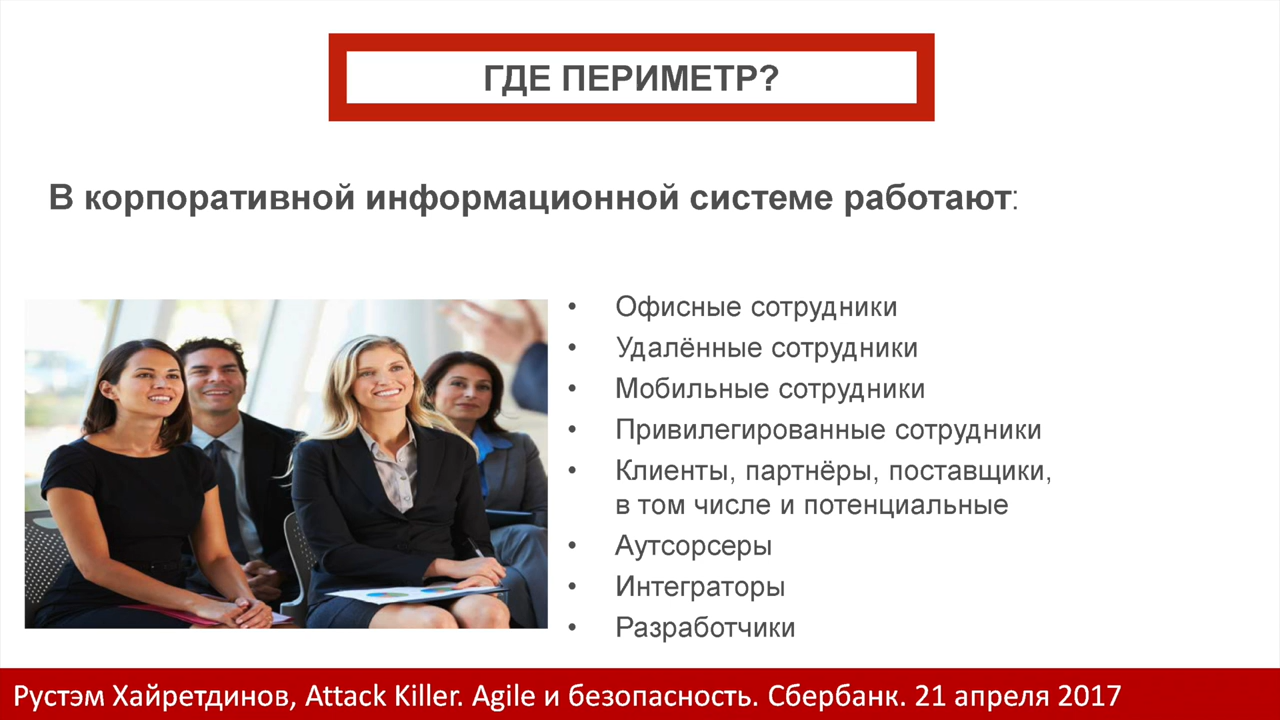 ГДЕ ПЕРИМЕТР?
В корпоративной информационной системе работают:
• Офисные сотрудники
• Удалённые сотрудники
• Мобильные сотрудники
• Привилегированные сотрудники
• Клиенты, партнёры, поставщики,
в том числе и потенциальные
• Аутсорсеры
• Интеграторы
• Разработчики
Рустэм Хайретдинов, Attack Killer. Agile и безопасность. Сбербанк. 21 апреля 2017